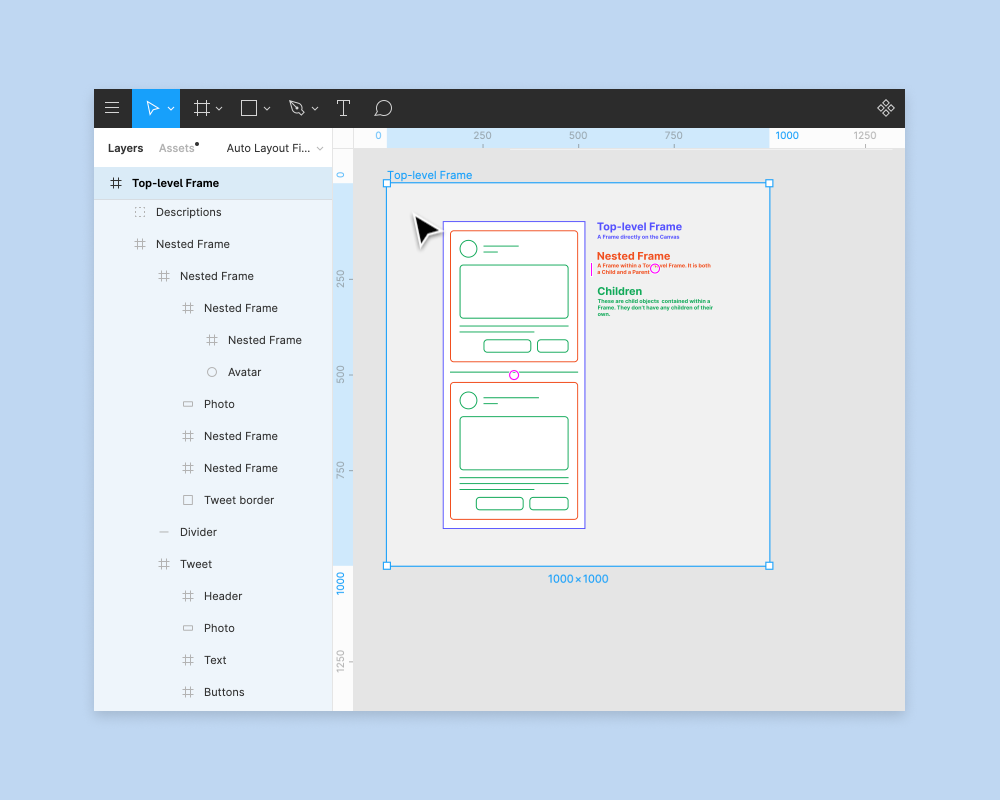 Layers Assets Auto Layout Fi...
0 250 500 750 1000 1250
Top-level Frame
Descriptions
Nested Frame
Nested Frame
Nested Frame
Nested Frame
Avatar
Photo
Nested Frame
Nested Frame
Tweet border
Divider
Tweet
Header
Photo
Text
Buttons
0
250
500
750
1000
1250
Top-level Frame
Top-level Frame
A Frame directly on the Canvas
Nested Frame
A Frame within a Top-level Frame. It is both
a Child and a Parent
Children
These are child objects contained within a
Frame. They don't have any children of their
own.
1000×1000